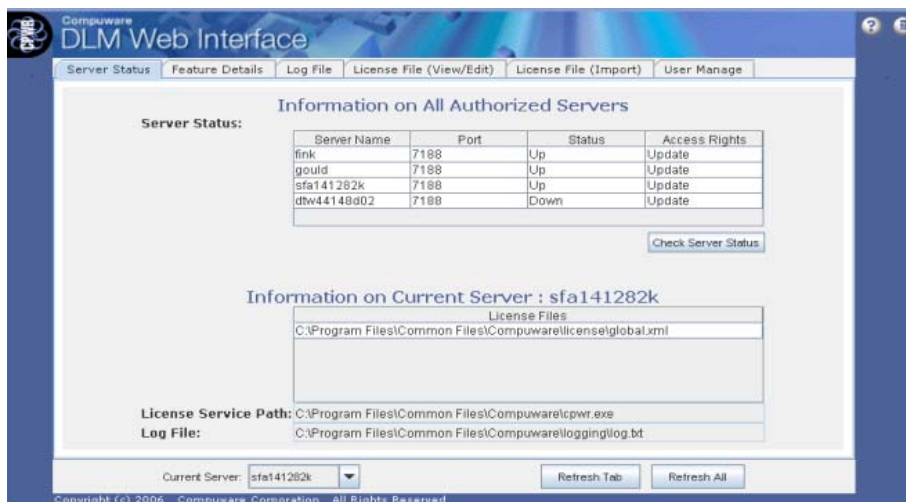 Compuware
CPWR
DLM Web Interface
Server Status Feature Details Log File License File (View/Edit) License File (Import) User Manage
Information on All Authorized Servers
Server Status:
Server Name Port Status Access Rights
fink 7188 Up Update
gould 7188 Up Update
sfa141282k 7188 Up Update
dtw44148d02 7188 Down Update
Check Server Status
Information on Current Server : sfa141282k
License Files
C:\Program Files\Common Files\Compuware\license\global.xml
License Service Path: C:\Program Files\Common Files\Compuware\cpwr.exe
Log File: C:\Program Files\Common Files\Compuware\logging\log.txt
Current Server: sfa141282k Refresh Tab Refresh All
Copyright (c) 2006 Compuware Corporation All Rights Reserved